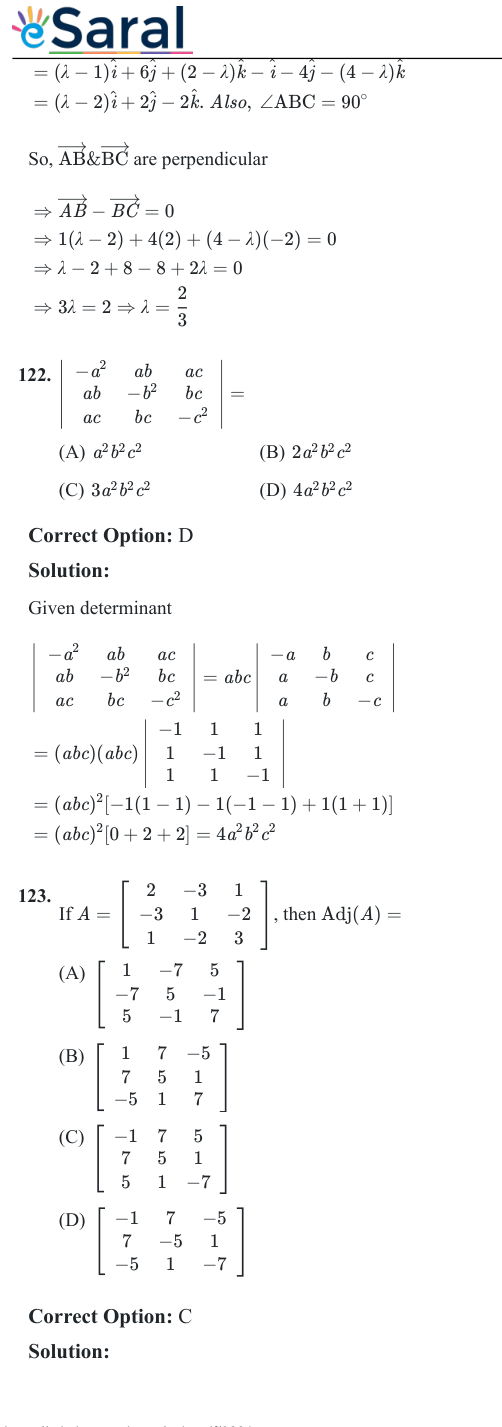 eSaral
= (λ − 1)î + 6ĵ + (2 − λ)k̂ − î − 4ĵ − (4 − λ)k̂
= (λ − 2)î + 2ĵ − 2k̂. Also, ∠ABC = 90°
So, AB⃗&BC⃗ are perpendicular
⇒ AB⃗ − BC⃗ = 0
⇒ 1(λ − 2) + 4(2) + (4 − λ)(−2) = 0
⇒ λ − 2 + 8 − 8 + 2λ = 0
⇒ 3λ = 2 ⇒ λ = 2/3
122. | −a² ab ac |
| ab −b² bc | =
| ac bc −c² |
(A) a²b²c² (B) 2a²b²c²
(C) 3a²b²c² (D) 4a²b²c²
Correct Option: D
Solution:
Given determinant
| −a² ab ac | | −a b c |
| ab −b² bc | = abc | a −b c |
| ac bc −c² | | a b −c |
| −1 1 1 |
= (abc)(abc) | 1 −1 1 |
| 1 1 −1 |
= (abc)²[−1(1 − 1) − 1(−1 − 1) + 1(1 + 1)]
= (abc)²[0 + 2 + 2] = 4a²b²c²
123. [ 2 −3 1 ]
If A = [ −3 1 −2 ], then Adj(A) =
[ 1 −2 3 ]
(A) [ 1 −7 5 ]
[ −7 5 −1 ]
[ 5 −1 7 ]
(B) [ 1 7 −5 ]
[ 7 5 1 ]
[ −5 1 7 ]
(C) [ −1 7 5 ]
[ 7 5 1 ]
[ 5 1 −7 ]
(D) [ −1 7 −5 ]
[ 7 −5 1 ]
[ −5 1 −7 ]
Correct Option: C
Solution: